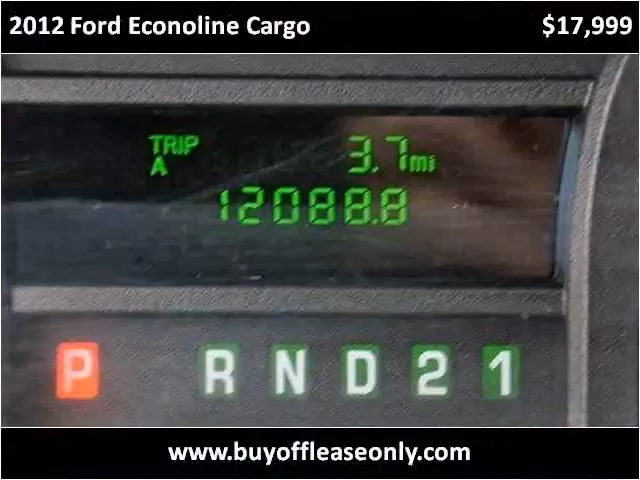 2012 Ford Econoline Cargo $17,999
TRIP A 3.7mi
12088.8
P R N D 2 1
www.buyoffleaseonly.com